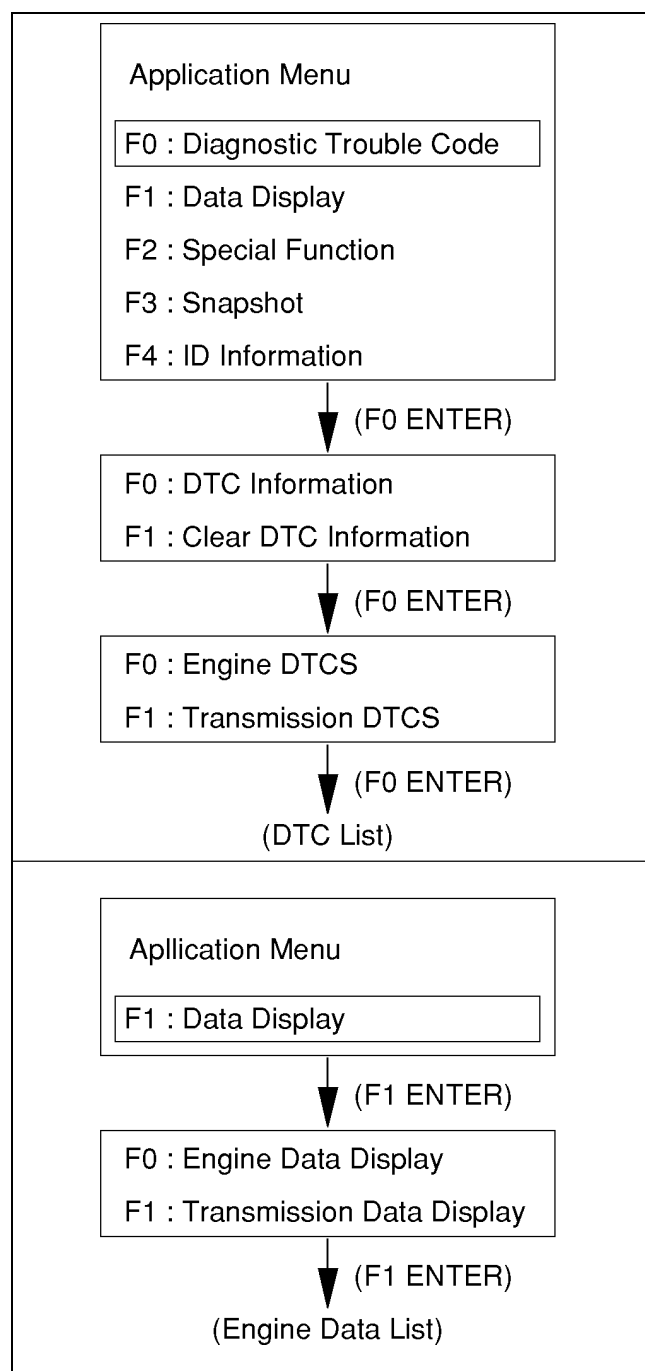 Application Menu
F0 : Diagnostic Trouble Code
F1 : Data Display
F2 : Special Function
F3 : Snapshot
F4 : ID Information
(F0 ENTER)
F0 : DTC Information
F1 : Clear DTC Information
(F0 ENTER)
F0 : Engine DTCS
F1 : Transmission DTCS
(F0 ENTER)
(DTC List)
Apllication Menu
F1 : Data Display
(F1 ENTER)
F0 : Engine Data Display
F1 : Transmission Data Display
(F1 ENTER)
(Engine Data List)